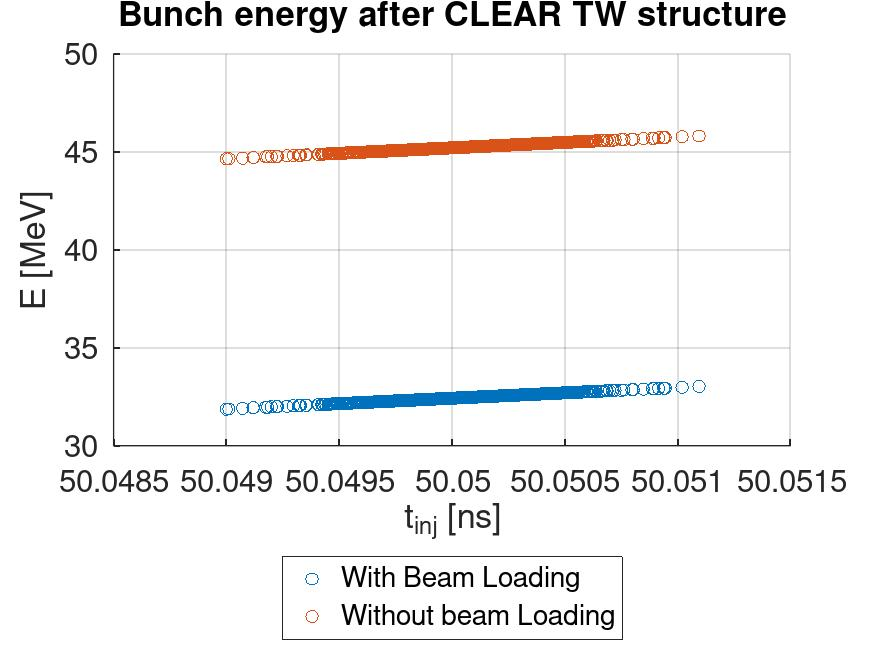 Bunch energy after CLEAR TW structure
50
45
40
35
30
E [MeV]
50.0485 50.049 50.0495 50.05 50.0505 50.051 50.0515
tinj [ns]
With Beam Loading
Without beam Loading